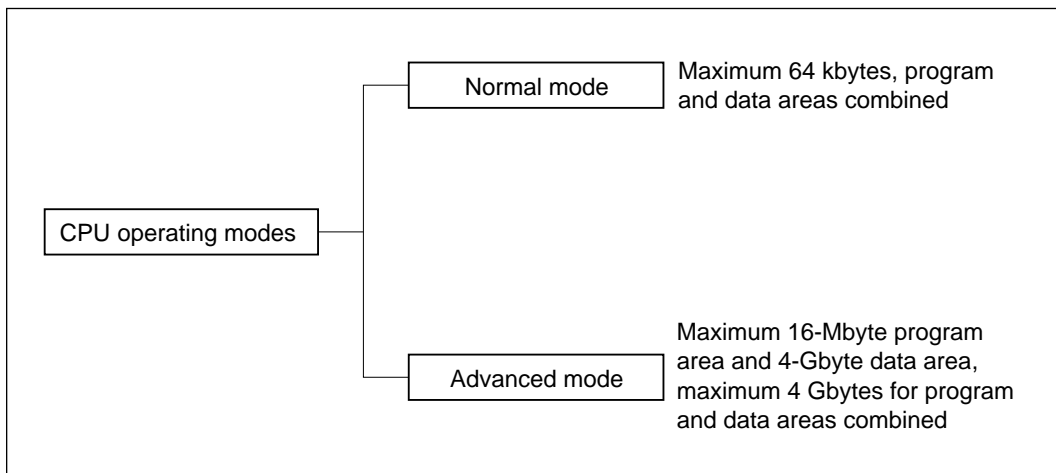 Normal mode
Maximum 64 kbytes, program
and data areas combined
CPU operating modes
Advanced mode
Maximum 16-Mbyte program
area and 4-Gbyte data area,
maximum 4 Gbytes for program
and data areas combined